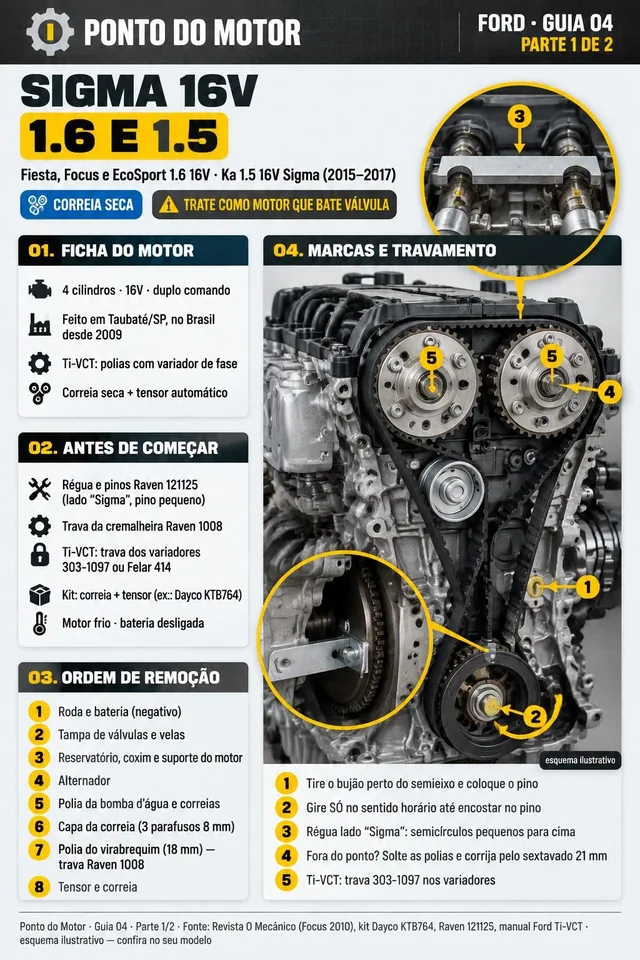 PONTO DO MOTOR
FORD · GUIA 04
PARTE 1 DE 2
SIGMA 16V
1.6 E 1.5
Fiesta, Focus e EcoSport 1.6 16V · Ka 1.5 16V Sigma (2015–2017)
CORREIA SECA
TRATE COMO MOTOR QUE BATE VÁLVULA
01. FICHA DO MOTOR
4 cilindros · 16V · duplo comando
Feito em Taubaté/SP, no Brasil
desde 2009
Ti-VCT: polias com variador de fase
Correia seca + tensor automático
02. ANTES DE COMEÇAR
Régua e pinos Raven 121125
(lado "Sigma", pino pequeno)
Trava da cremalheira Raven 1008
Ti-VCT: trava dos variadores
303-1097 ou Felar 414
Kit: correia + tensor (ex:: Dayco KTB764)
Motor frio · bateria desligada
03. ORDEM DE REMOÇÃO
1 Roda e bateria (negativo)
2 Tampa de válvulas e velas
3 Reservatório, coxim e suporte do motor
4 Alternador
5 Polia da bomba d'água e correias
6 Capa da correia (3 parafusos 8 mm)
7 Polia do virabrequim (18 mm) —
trava Raven 1008
8 Tensor e correia
04. MARCAS E TRAVAMENTO
3
5
5
4
1
2
esquema ilustrativo
1 Tire o bujão perto do semieixo e coloque o pino
2 Gire SÓ no sentido horário até encostar no pino
3 Régua lado "Sigma": semicírculos pequenos para cima
4 Fora do ponto? Solte as polias e corrija pelo sextavado 21 mm
5 Ti-VCT: trava 303-1097 nos variadores
Ponto do Motor · Guia 04 · Parte 1/2 · Fonte: Revista O Mecânico (Focus 2010), kit Dayco KTB764, Raven 121125, manual Ford Ti-VCT ·
esquema ilustrativo — confira no seu modelo